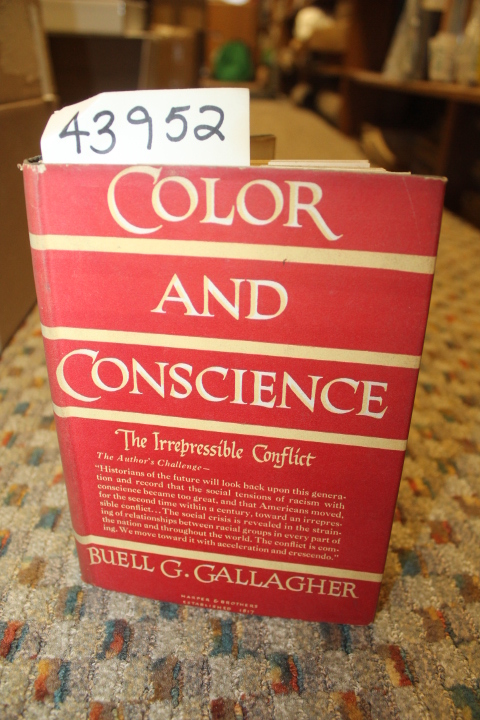 43952
COLOR
AND
CONSCIENCE
The Irrepressible Conflict
The Author's Challenge—
"Historians of the future will look back upon this genera-
tion and record that the social tensions of racism with
conscience became too great, and that Americans moved,
for the second time within a century, toward an irrepres-
sible conflict... The social crisis is revealed in the strain-
ing of relationships between racial groups in every part of
the nation and throughout the world. The conflict is com-
ing. We move toward it with acceleration and crescendo."
BUELL G. GALLAGHER
HARPER & BROTHERS
ESTABLISHED 1817